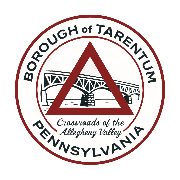 BOROUGH of TARENTUM
Crossroads of the
Allegheny Valley
PENNSYLVANIA